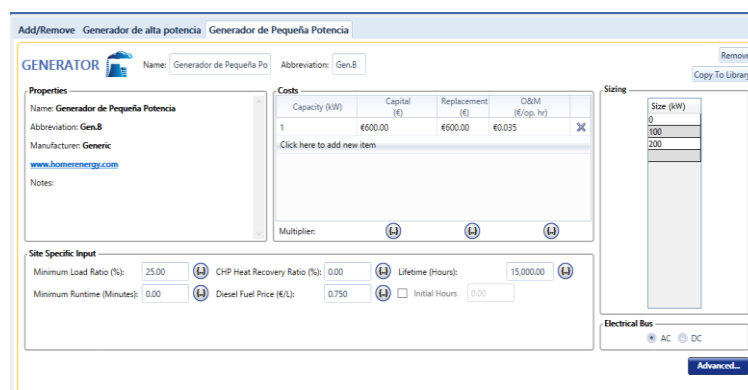 Add/Remove Generador de alta potencia Generador de Pequeña Potencia
GENERATOR Name: Generador de Pequeña Po Abbreviation: Gen.B
Remove
Copy To Library
Properties
Name: Generador de Pequeña Potencia
Abbreviation: Gen.B
Manufacturer: Generic
www.homerenergy.com
Notes:
Costs
Capacity (kW) Capital (€) Replacement (€) O&M (€/op. hr)
1 €600.00 €600.00 €0.035
Click here to add new item
Multiplier: (..) (..) (..)
Sizing
Size (kW)
0
100
200
Site Specific Input
Minimum Load Ratio (%): 25.00 (..) CHP Heat Recovery Ratio (%): 0.00 (..) Lifetime (Hours): 15,000.00 (..)
Minimum Runtime (Minutes): 0.00 (..) Diesel Fuel Price (€/L): 0.750 (..) Initial Hours 0.00
Electrical Bus
AC DC
Advanced...